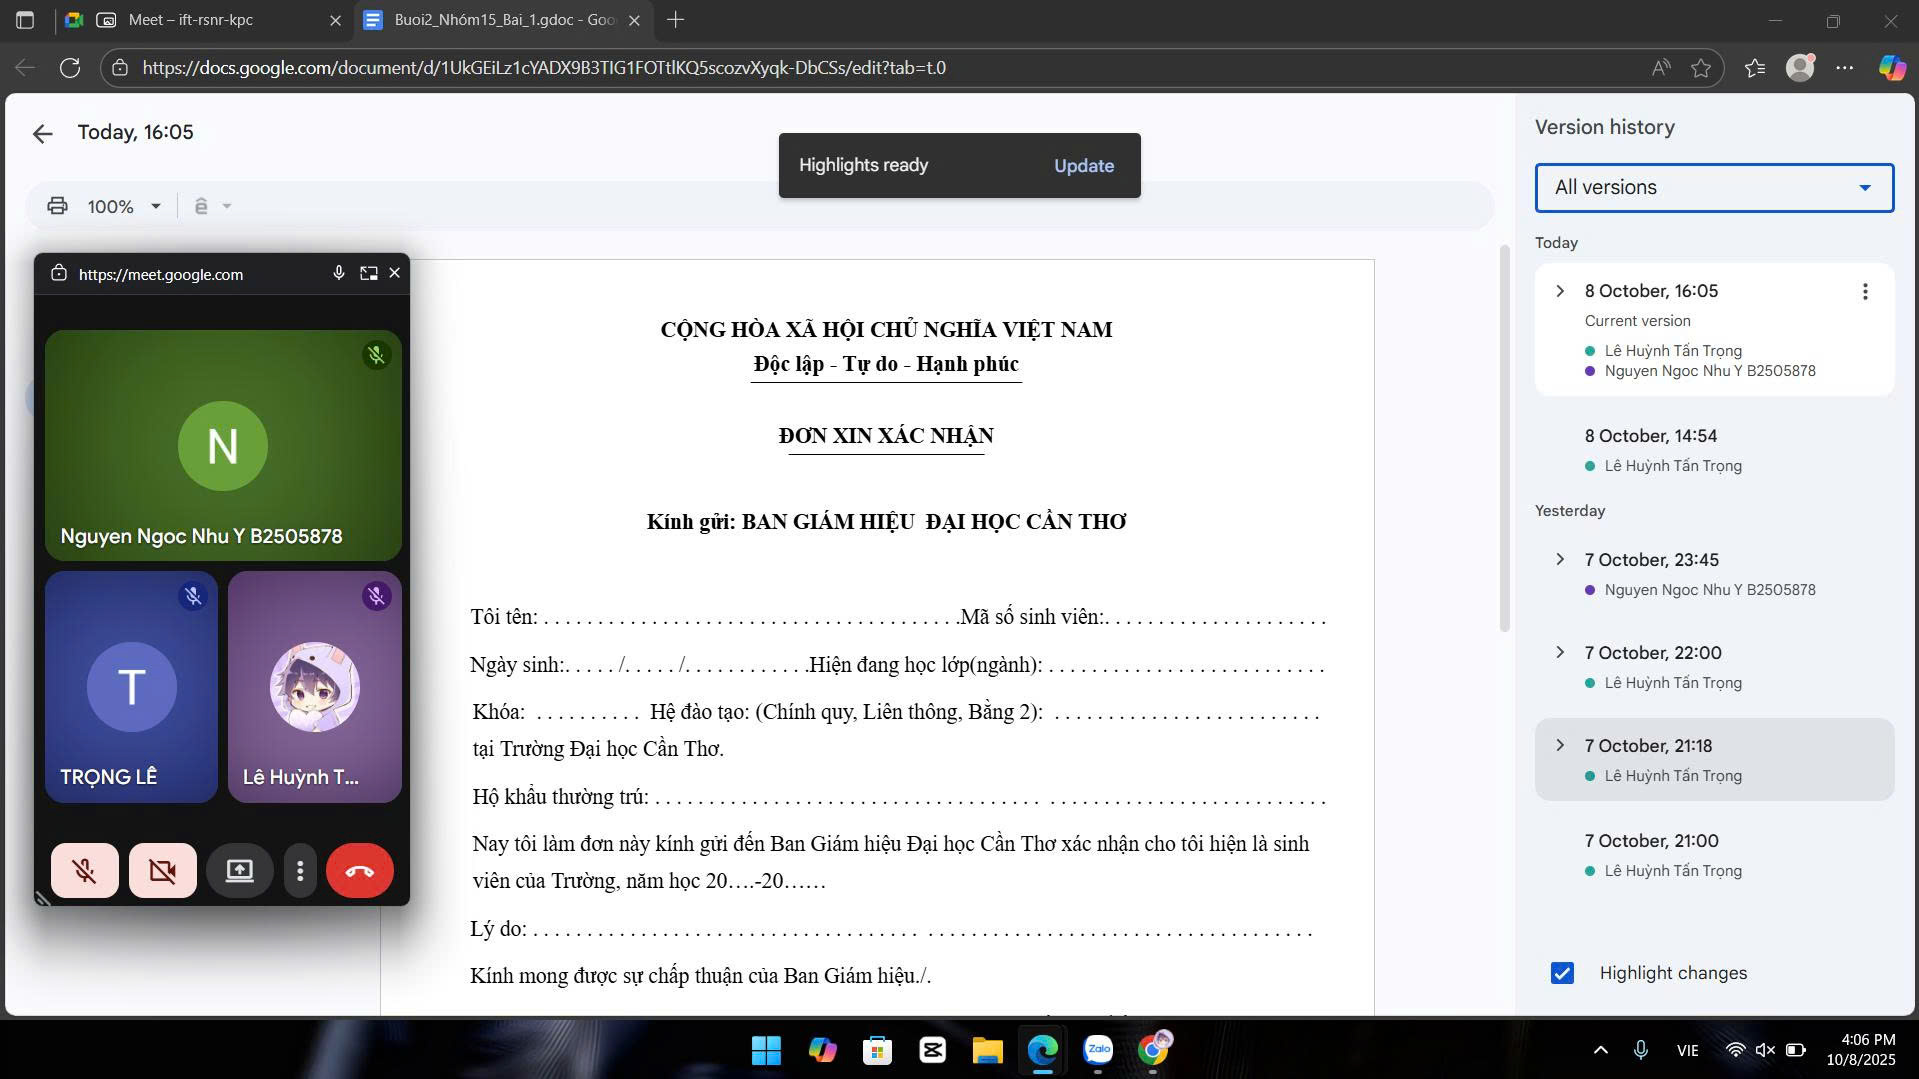 Meet – ift-rsnr-kpc
Buoi2_Nhóm15_Bai_1.gdoc - Goo
https://docs.google.com/document/d/1UkGEiLz1cYADX9B3TIG1FOTtlKQ5scozvXyqk-DbCSs/edit?tab=t.0
Today, 16:05
Highlights ready
Update
100%
ê
https://meet.google.com
N
Nguyen Ngoc Nhu Y B2505878
T
TRỌNG LÊ
Lê Huỳnh T...
CỘNG HÒA XÃ HỘI CHỦ NGHĨA VIỆT NAM
Độc lập - Tự do - Hạnh phúc
ĐƠN XIN XÁC NHẬN
Kính gửi: BAN GIÁM HIỆU ĐẠI HỌC CẦN THƠ
Tôi tên: . . . . . . . . . . . . . . . . . . . . . . . . . . . . . . . . . . . . . . . .Mã số sinh viên:. . . . . . . . . . . . . . . . . . . . .
Ngày sinh:. . . . . /. . . . . /. . . . . . . . . . . .Hiện đang học lớp(ngành): . . . . . . . . . . . . . . . . . . . . . . . . . .
Khóa: . . . . . . . . . . Hệ đào tạo: (Chính quy, Liên thông, Bằng 2): . . . . . . . . . . . . . . . . . . . . . . . . .
tại Trường Đại học Cần Thơ.
Hộ khẩu thường trú: . . . . . . . . . . . . . . . . . . . . . . . . . . . . . . . . . . . . . . . . . . . . . . . . . . . . . . . . . . . . . .
Nay tôi làm đơn này kính gửi đến Ban Giám hiệu Đại học Cần Thơ xác nhận cho tôi hiện là sinh
viên của Trường, năm học 20….-20……
Lý do: . . . . . . . . . . . . . . . . . . . . . . . . . . . . . . . . . . . . . . . . . . . . . . . . . . . . . . . . . . . . . . . . . . . . . . . .
Kính mong được sự chấp thuận của Ban Giám hiệu./.
Version history
All versions
Today
8 October, 16:05
Current version
Lê Huỳnh Tấn Trọng
Nguyen Ngoc Nhu Y B2505878
8 October, 14:54
Lê Huỳnh Tấn Trọng
Yesterday
7 October, 23:45
Nguyen Ngoc Nhu Y B2505878
7 October, 22:00
Lê Huỳnh Tấn Trọng
7 October, 21:18
Lê Huỳnh Tấn Trọng
7 October, 21:00
Lê Huỳnh Tấn Trọng
Highlight changes
Zalo
VIE
4:06 PM
10/8/2025